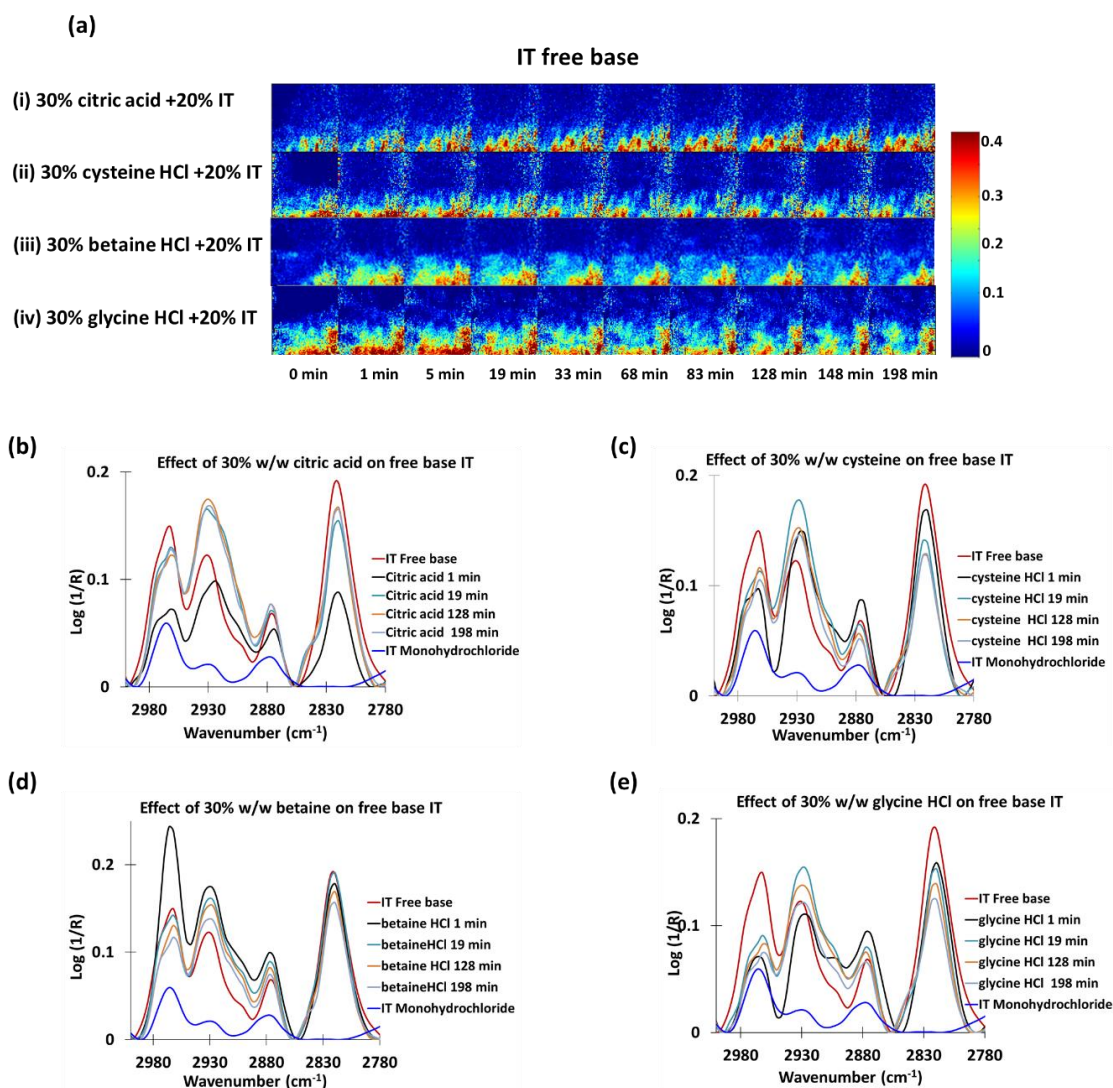 (a)
IT free base
(i) 30% citric acid +20% IT
(ii) 30% cysteine HCl +20% IT
(iii) 30% betaine HCl +20% IT
(iv) 30% glycine HCl +20% IT
0.4
0.3
0.2
0.1
0
0 min 1 min 5 min 19 min 33 min 68 min 83 min 128 min 148 min 198 min
(b)
Effect of 30% w/w citric acid on free base IT
0.2
0.1
0
Log (1/R)
IT Free base
Citric acid 1 min
Citric acid 19 min
Citric acid 128 min
Citric acid 198 min
IT Monohydrochloride
2980 2930 2880 2830 2780
Wavenumber (cm⁻¹)
(c)
Effect of 30% w/w cysteine on free base IT
0.2
0.1
0
Log (1/R)
IT Free base
cysteine HCl 1 min
cysteine HCl 19 min
cysteine HCl 128 min
cysteine HCl 198 min
IT Monohydrochloride
2980 2930 2880 2830 2780
Wavenumber (cm⁻¹)
(d)
Effect of 30% w/w betaine on free base IT
0.2
0.1
0
Log (1/R)
IT Free base
betaine HCl 1 min
betaineHCl 19 min
betaine HCl 128 min
betaineHCl 198 min
IT Monohydrochloride
2980 2930 2880 2830 2780
Wavenumber (cm⁻¹)
(e)
Effect of 30% w/w glycine HCl on free base IT
0.2
0.1
0
Log (1/R)
IT Free base
glycine HCl 1 min
glycine HCl 19 min
glycine HCl 128 min
glycine HCl 198 min
IT Monohydrochloride
2980 2930 2880 2830 2780
Wavenumber (cm⁻¹)